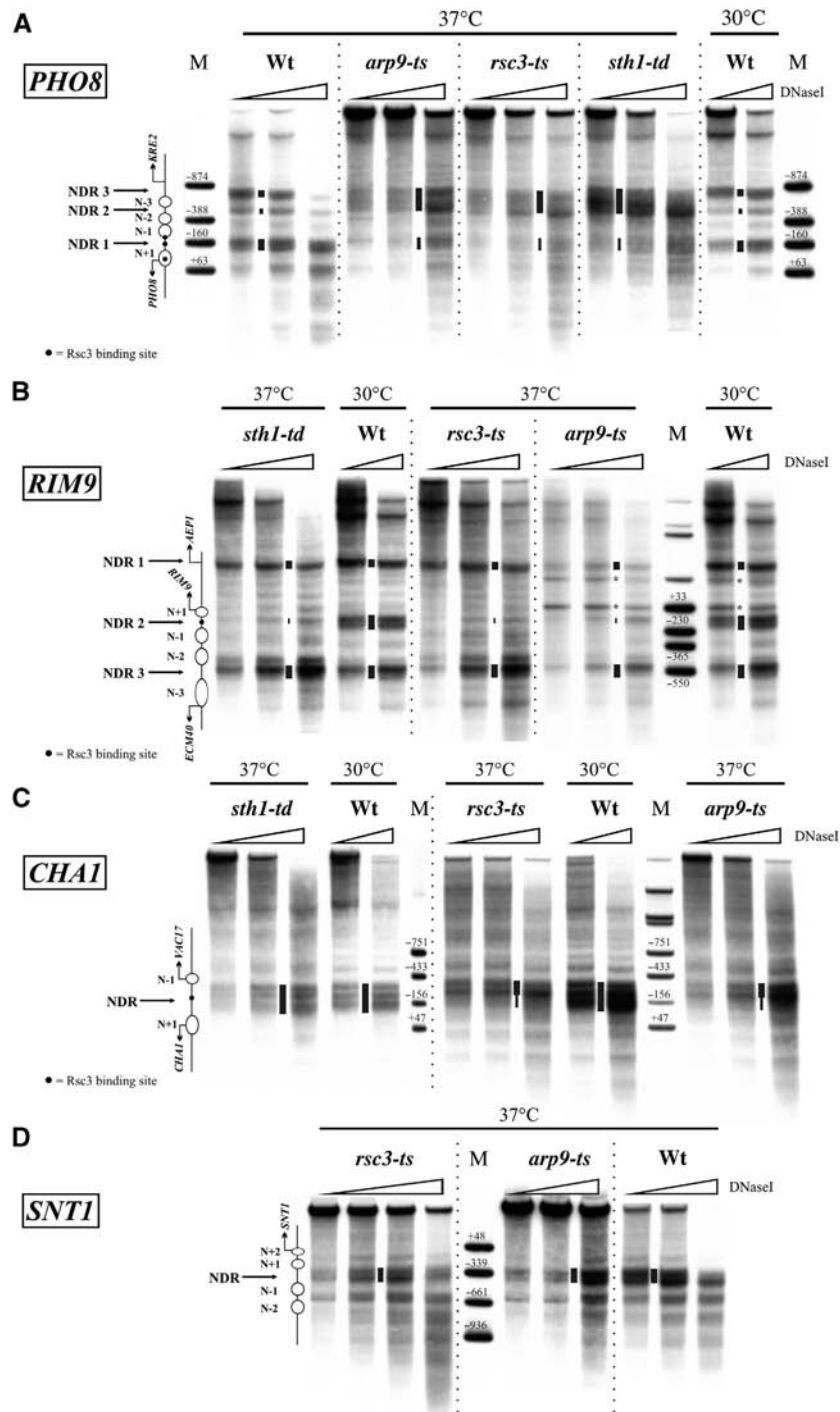 A
37°C
30°C
PHO8
M
Wt
arp9-ts
rsc3-ts
sth1-td
Wt
M
DNaseI
KRE2
NDR 3
N-3
NDR 2
N-2
N-1
NDR 1
N+1
PHO8
−874
−388
−160
+63
−874
−388
−160
+63
● = Rsc3 binding site
B
37°C
30°C
37°C
30°C
sth1-td
Wt
rsc3-ts
arp9-ts
M
Wt
RIM9
DNaseI
AEP1
NDR 1
RIM9
N+1
NDR 2
N-1
N-2
NDR 3
N-3
ECM40
*
*
*
*
+33
−230
−365
−550
● = Rsc3 binding site
C
37°C
30°C
37°C
30°C
37°C
sth1-td
Wt
M
rsc3-ts
Wt
M
arp9-ts
DNaseI
CHA1
VAC17
N-1
NDR
N+1
CHA1
−751
−433
−156
+47
−751
−433
−156
+47
● = Rsc3 binding site
D
37°C
SNT1
rsc3-ts
M
arp9-ts
Wt
DNaseI
SNT1
N+2
N+1
NDR
N-1
N-2
+48
−339
−661
−936